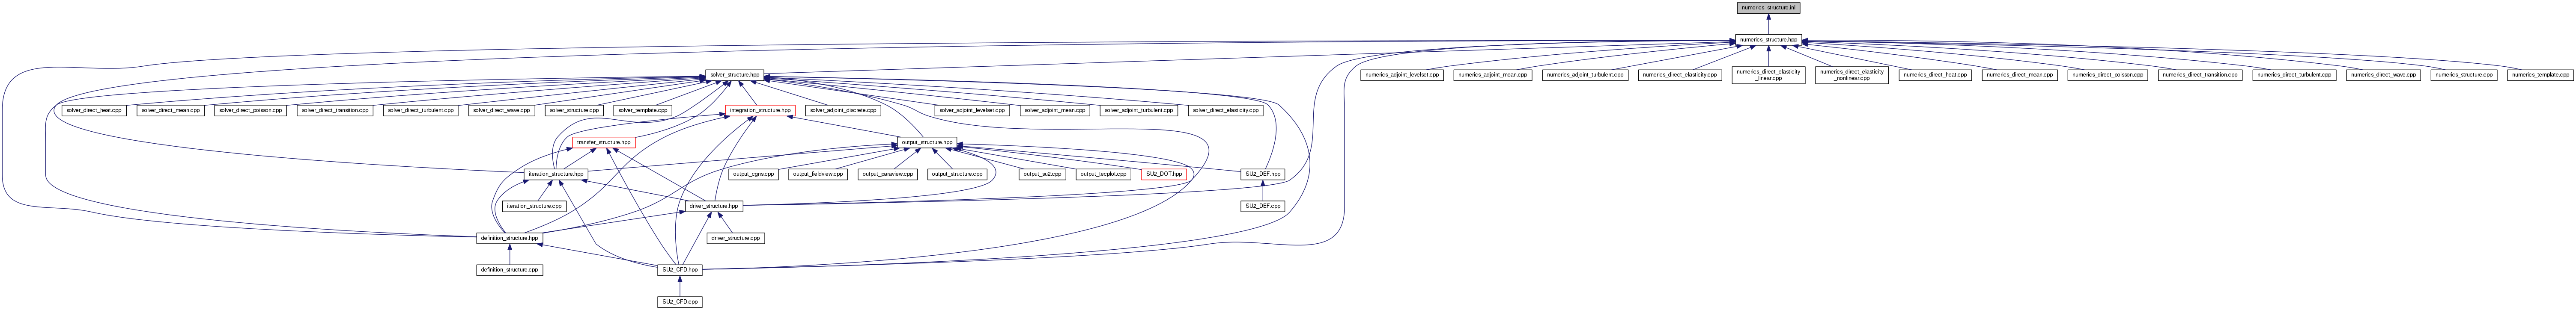 numerics_structure.inl
numerics_structure.hpp
solver_structure.hpp
numerics_adjoint_levelset.cpp
numerics_adjoint_mean.cpp
numerics_adjoint_turbulent.cpp
numerics_direct_elasticity.cpp
numerics_direct_elasticity
_linear.cpp
numerics_direct_elasticity
_nonlinear.cpp
numerics_direct_heat.cpp
numerics_direct_mean.cpp
numerics_direct_poisson.cpp
numerics_direct_transition.cpp
numerics_direct_turbulent.cpp
numerics_direct_wave.cpp
numerics_structure.cpp
numerics_template.cpp
solver_direct_heat.cpp
solver_direct_mean.cpp
solver_direct_poisson.cpp
solver_direct_transition.cpp
solver_direct_turbulent.cpp
solver_direct_wave.cpp
solver_structure.cpp
solver_template.cpp
integration_structure.hpp
solver_adjoint_discrete.cpp
solver_adjoint_levelset.cpp
solver_adjoint_mean.cpp
solver_adjoint_turbulent.cpp
solver_direct_elasticity.cpp
transfer_structure.hpp
output_structure.hpp
iteration_structure.hpp
output_cgns.cpp
output_fieldview.cpp
output_paraview.cpp
output_structure.cpp
output_su2.cpp
output_tecplot.cpp
SU2_DOT.hpp
SU2_DEF.hpp
iteration_structure.cpp
driver_structure.hpp
SU2_DEF.cpp
definition_structure.hpp
driver_structure.cpp
definition_structure.cpp
SU2_CFD.hpp
SU2_CFD.cpp